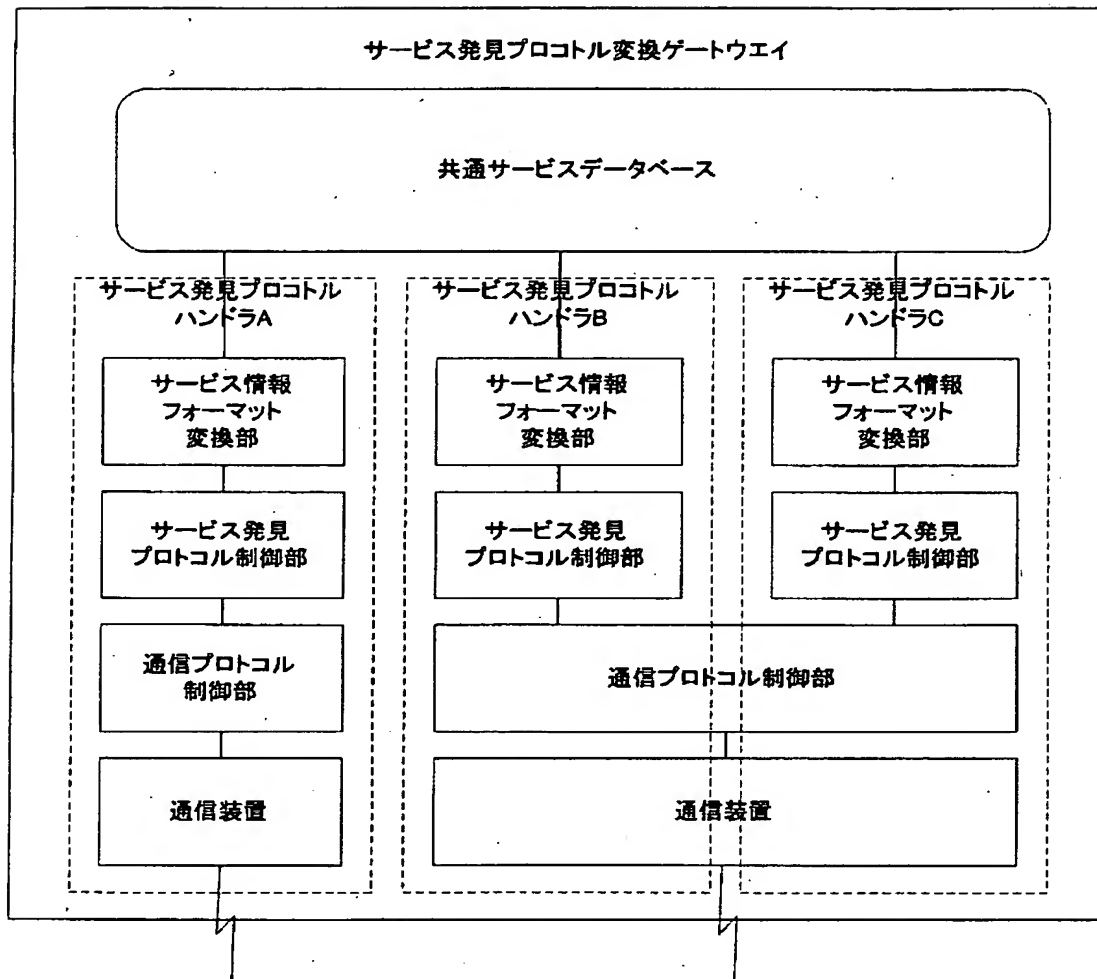 サービス発見プロコトル変換ゲートウエイ
共通サービスデータベース
サービス発見プロコトル
ハンドラA
サービス情報
フォーマット
変換部
サービス発見
プロトコル制御部
通信プロトコル
制御部
通信装置
サービス発見プロコトル
ハンドラB
サービス情報
フォーマット
変換部
サービス発見
プロトコル制御部
サービス発見プロコトル
ハンドラC
サービス情報
フォーマット
変換部
サービス発見
プロトコル制御部
通信プロトコル制御部
通信装置